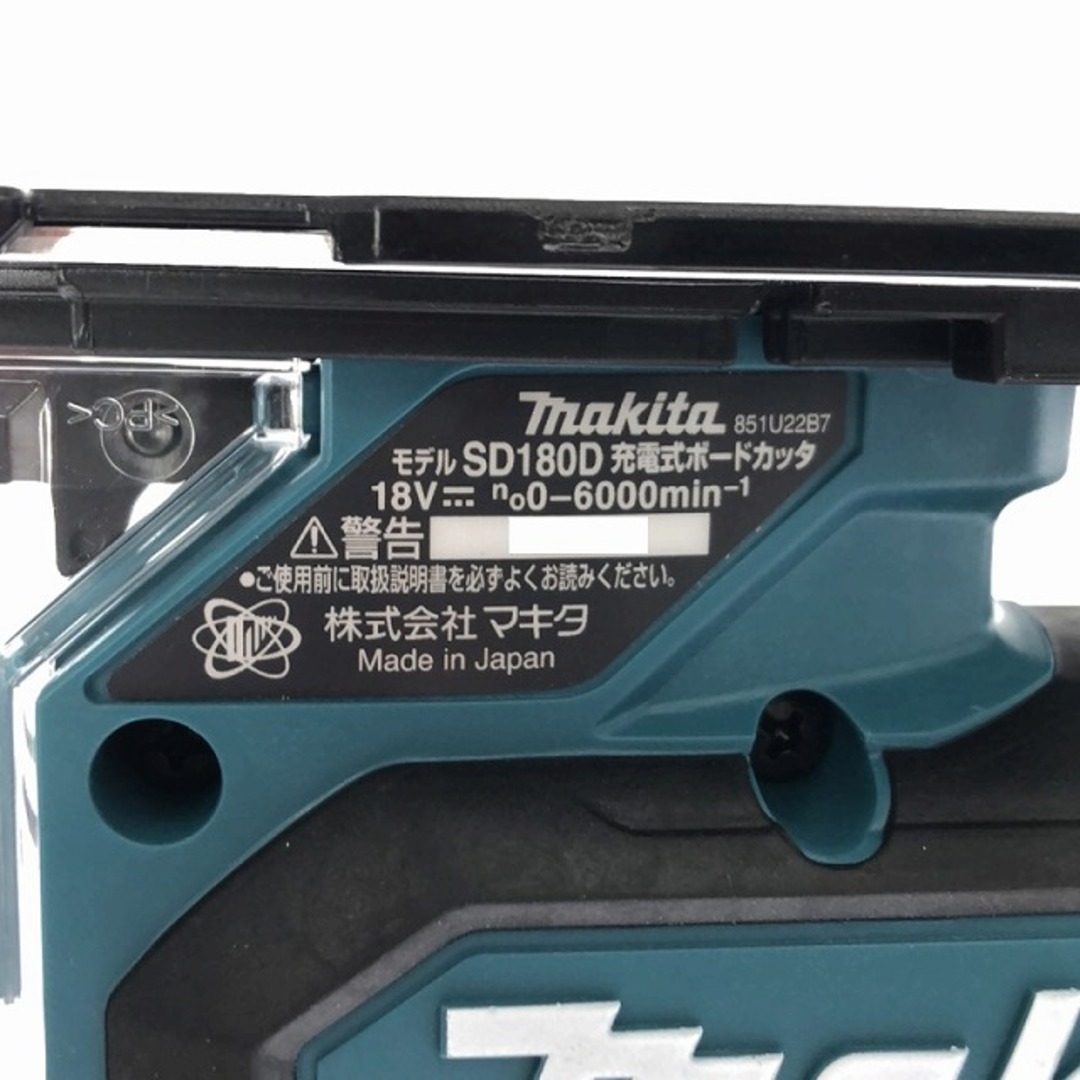 makita 851U22B7
モデル SD180D 充電式ボードカッタ
18V⎓ n₀0-6000min⁻¹
⚠警告
●ご使用前に取扱説明書を必ずよくお読みください。
株式会社マキタ
Made in Japan
>PC<
mak